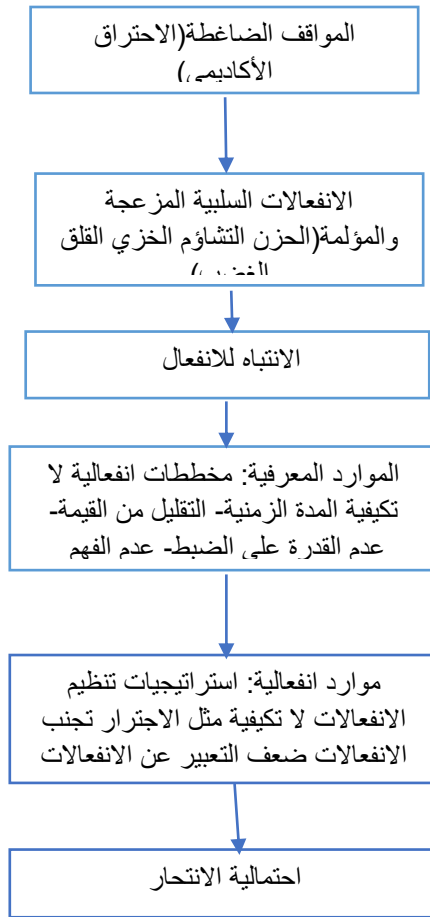 المواقف الضاغطة(الاحتراق
الأكاديمي)
الانفعالات السلبية المزعجة
والمؤلمة(الحزن التشاؤم الخزي القلق
الغضب)
الانتباه للانفعال
الموارد المعرفية: مخططات انفعالية لا
تكيفية المدة الزمنية- التقليل من القيمة-
عدم القدرة على الضبط- عدم الفهم
موارد انفعالية: استراتيجيات تنظيم
الانفعالات لا تكيفية مثل الاجترار تجنب
الانفعالات ضعف التعبير عن الانفعالات
احتمالية الانتحار